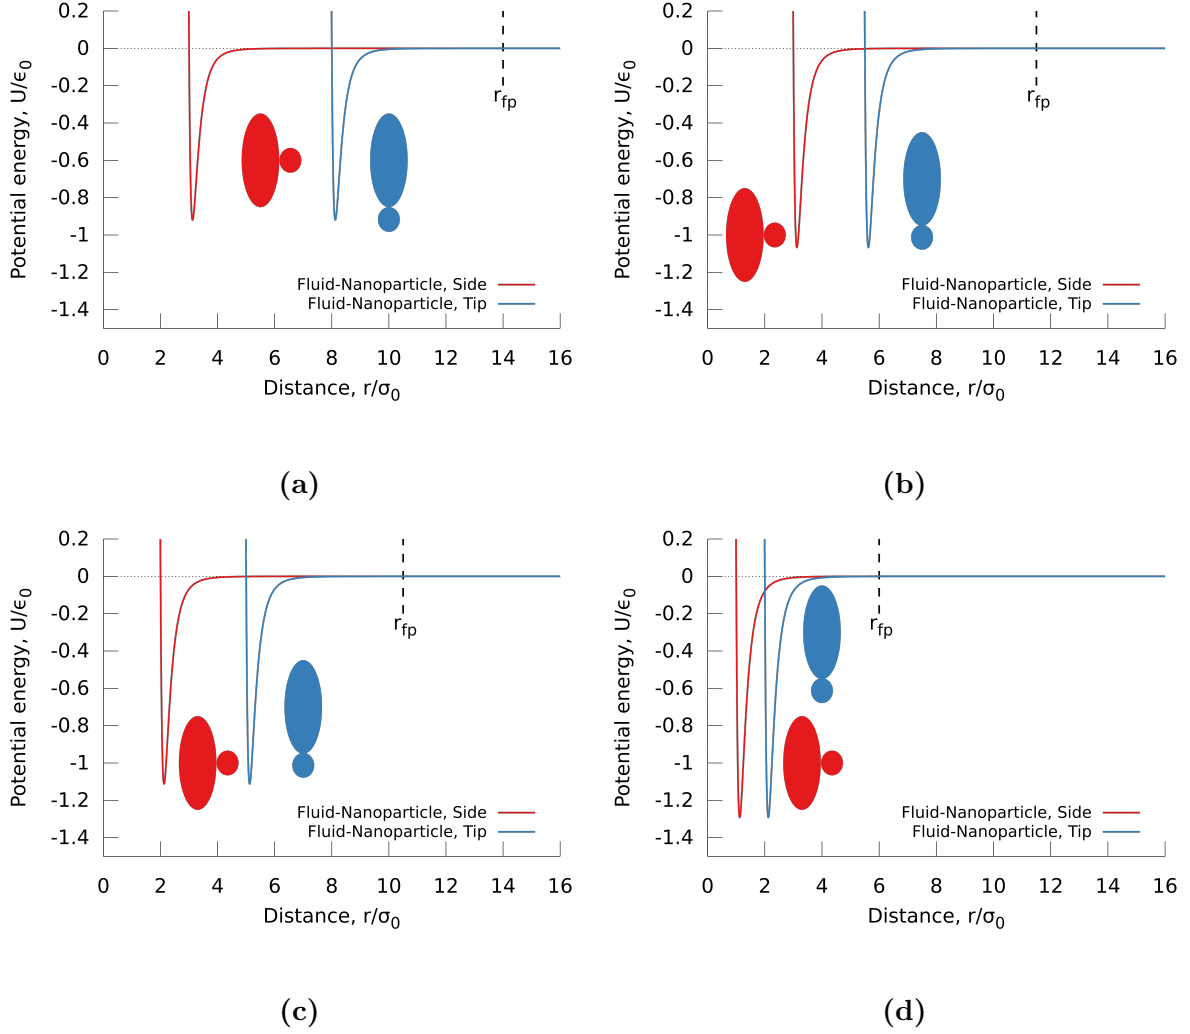 0.2
0
-0.2
-0.4
-0.6
-0.8
-1
-1.2
-1.4
Potential energy, U/ϵ₀
r_fp
Fluid-Nanoparticle, Side
Fluid-Nanoparticle, Tip
0 2 4 6 8 10 12 14 16
Distance, r/σ₀
(a)
0.2
0
-0.2
-0.4
-0.6
-0.8
-1
-1.2
-1.4
Potential energy, U/ϵ₀
r_fp
Fluid-Nanoparticle, Side
Fluid-Nanoparticle, Tip
0 2 4 6 8 10 12 14 16
Distance, r/σ₀
(b)
0.2
0
-0.2
-0.4
-0.6
-0.8
-1
-1.2
-1.4
Potential energy, U/ϵ₀
r_fp
Fluid-Nanoparticle, Side
Fluid-Nanoparticle, Tip
0 2 4 6 8 10 12 14 16
Distance, r/σ₀
(c)
0.2
0
-0.2
-0.4
-0.6
-0.8
-1
-1.2
-1.4
Potential energy, U/ϵ₀
r_fp
Fluid-Nanoparticle, Side
Fluid-Nanoparticle, Tip
0 2 4 6 8 10 12 14 16
Distance, r/σ₀
(d)